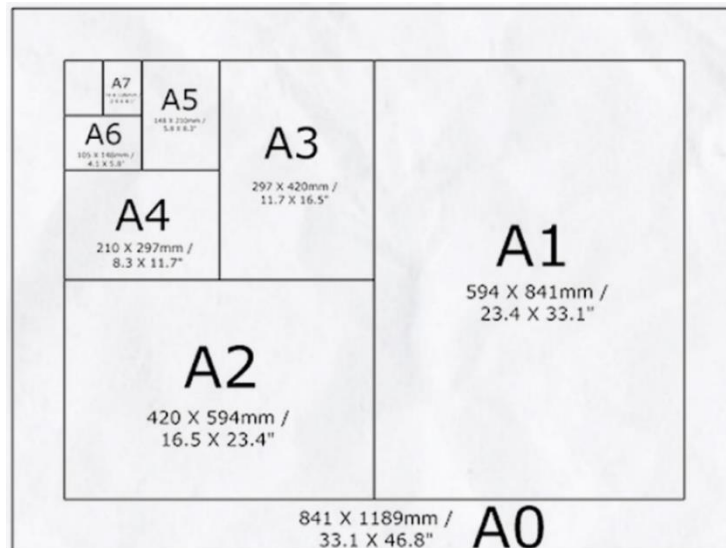 A7
A5
148 X 210mm /
5.8 X 8.3"
A6
105 X 148mm /
4.1 X 5.8"
A3
297 X 420mm /
11.7 X 16.5"
A4
210 X 297mm /
8.3 X 11.7"
A1
594 X 841mm /
23.4 X 33.1"
A2
420 X 594mm /
16.5 X 23.4"
841 X 1189mm /
33.1 X 46.8"
A0